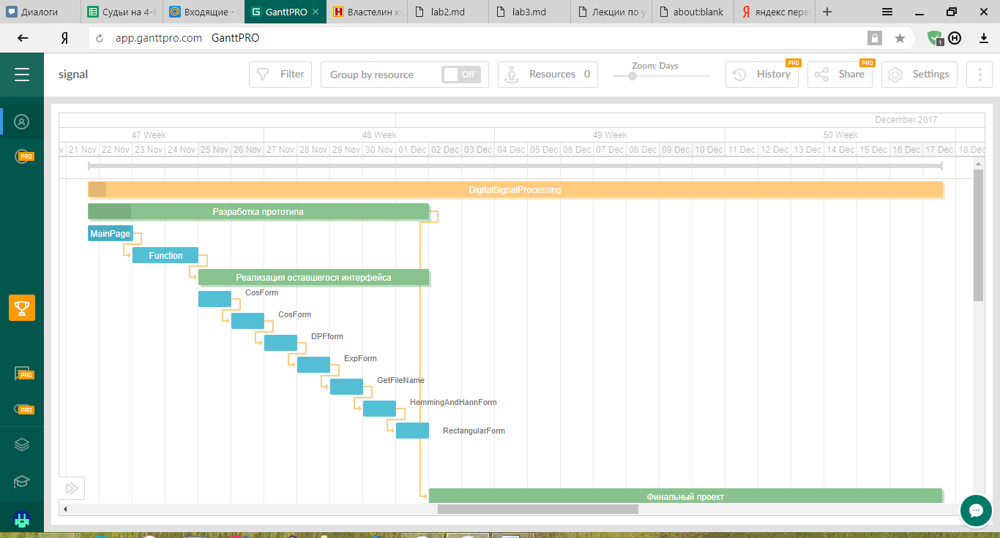 Диалоги
Судьи на 4-6
Входящие -
GanttPRO
Властелин к
lab2.md
lab3.md
Лекции по у
about:blank
яндекс пере
Я
app.ganttpro.com GanttPRO
1
signal
Filter
Group by resource
Off
Resources 0
Zoom: Days
History
PRO
Share
PRO
Settings
December 2017
47 Week
48 Week
49 Week
50 Week
21 Nov 22 Nov 23 Nov 24 Nov 25 Nov 26 Nov 27 Nov 28 Nov 29 Nov 30 Nov 01 Dec 02 Dec 03 Dec 04 Dec 05 Dec 06 Dec 07 Dec 08 Dec 09 Dec 10 Dec 11 Dec 12 Dec 13 Dec 14 Dec 15 Dec 16 Dec 17 Dec 18 Dec
PRO
DigitalSignalProcessing
Разработка прототипа
MainPage
Function
Реализация оставшегося интерфейса
CosForm
CosForm
DPFform
ExpForm
PRO
GetFileName
HemmingAndHannForm
PRO
RectangularForm
Финальный проект